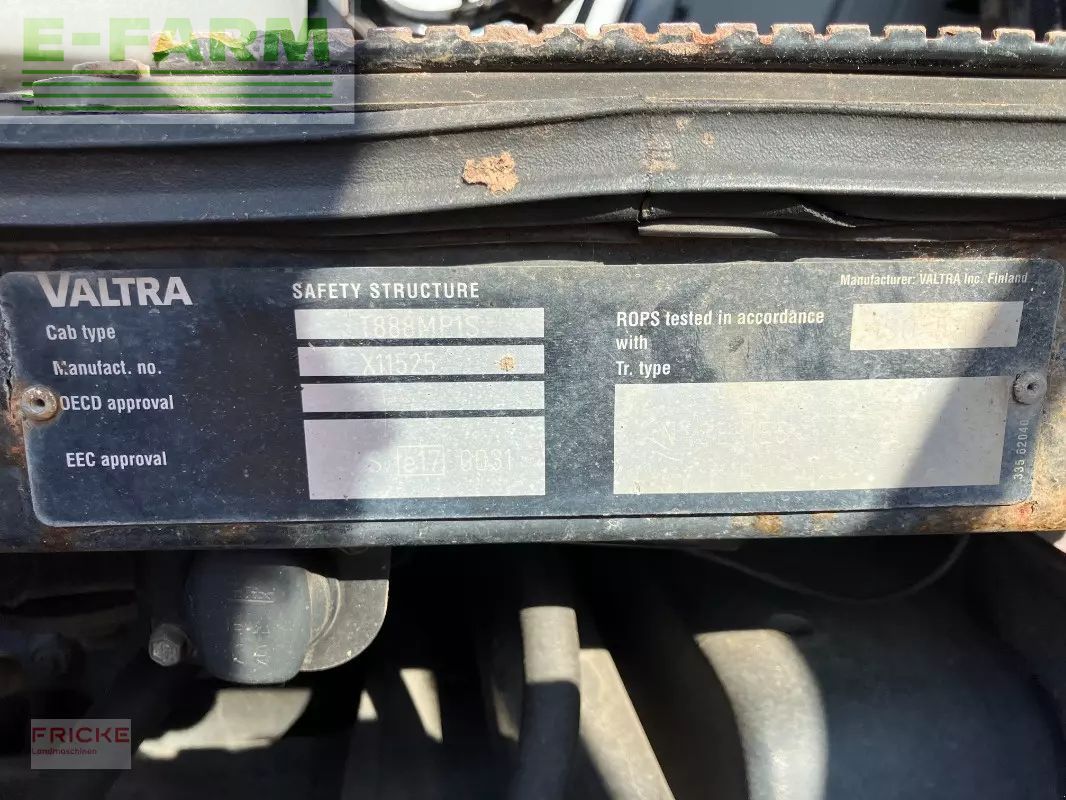 E-FARM
VALTRA
SAFETY STRUCTURE
Manufacturer: VALTRA Inc. Finland
Cab type T888MP1S
ROPS tested in accordance
with
Manufact. no. X11525
Tr. type
OECD approval
EEC approval S e17 003
335 62040
FRICKE
Landmaschinen